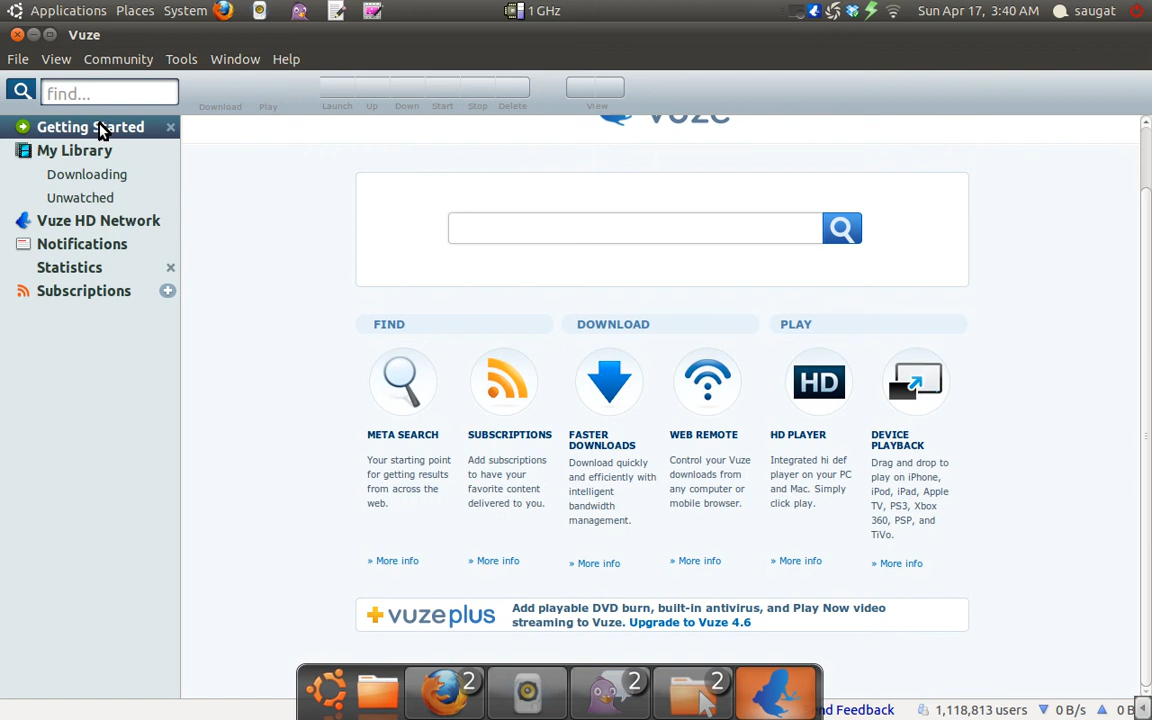 Applications Places System 1 GHz Sun Apr 17, 3:40 AM saugat
Vuze
File View Community Tools Window Help
find...
Download Play Launch Up Down Start Stop Delete View
Getting Started
My Library
Downloading
Unwatched
Vuze HD Network
Notifications
Statistics
Subscriptions
vuze
FIND DOWNLOAD PLAY
HD
META SEARCH
Your starting point
for getting results
from across the
web.
» More info
SUBSCRIPTIONS
Add subscriptions
to have your
favorite content
delivered to you.
» More info
FASTER
DOWNLOADS
Download quickly
and efficiently with
intelligent
bandwidth
management.
» More info
WEB REMOTE
Control your Vuze
downloads from
any computer or
mobile browser.
» More info
HD PLAYER
Integrated hi def
player on your PC
and Mac. Simply
click play.
» More info
DEVICE
PLAYBACK
Drag and drop to
play on iPhone,
iPod, iPad, Apple
TV, PS3, Xbox
360, PSP, and
TiVo.
» More info
vuzeplus
Add playable DVD burn, built-in antivirus, and Play Now video
streaming to Vuze. Upgrade to Vuze 4.6
2 2 2
nd Feedback 1,118,813 users 0 B/s 0 B